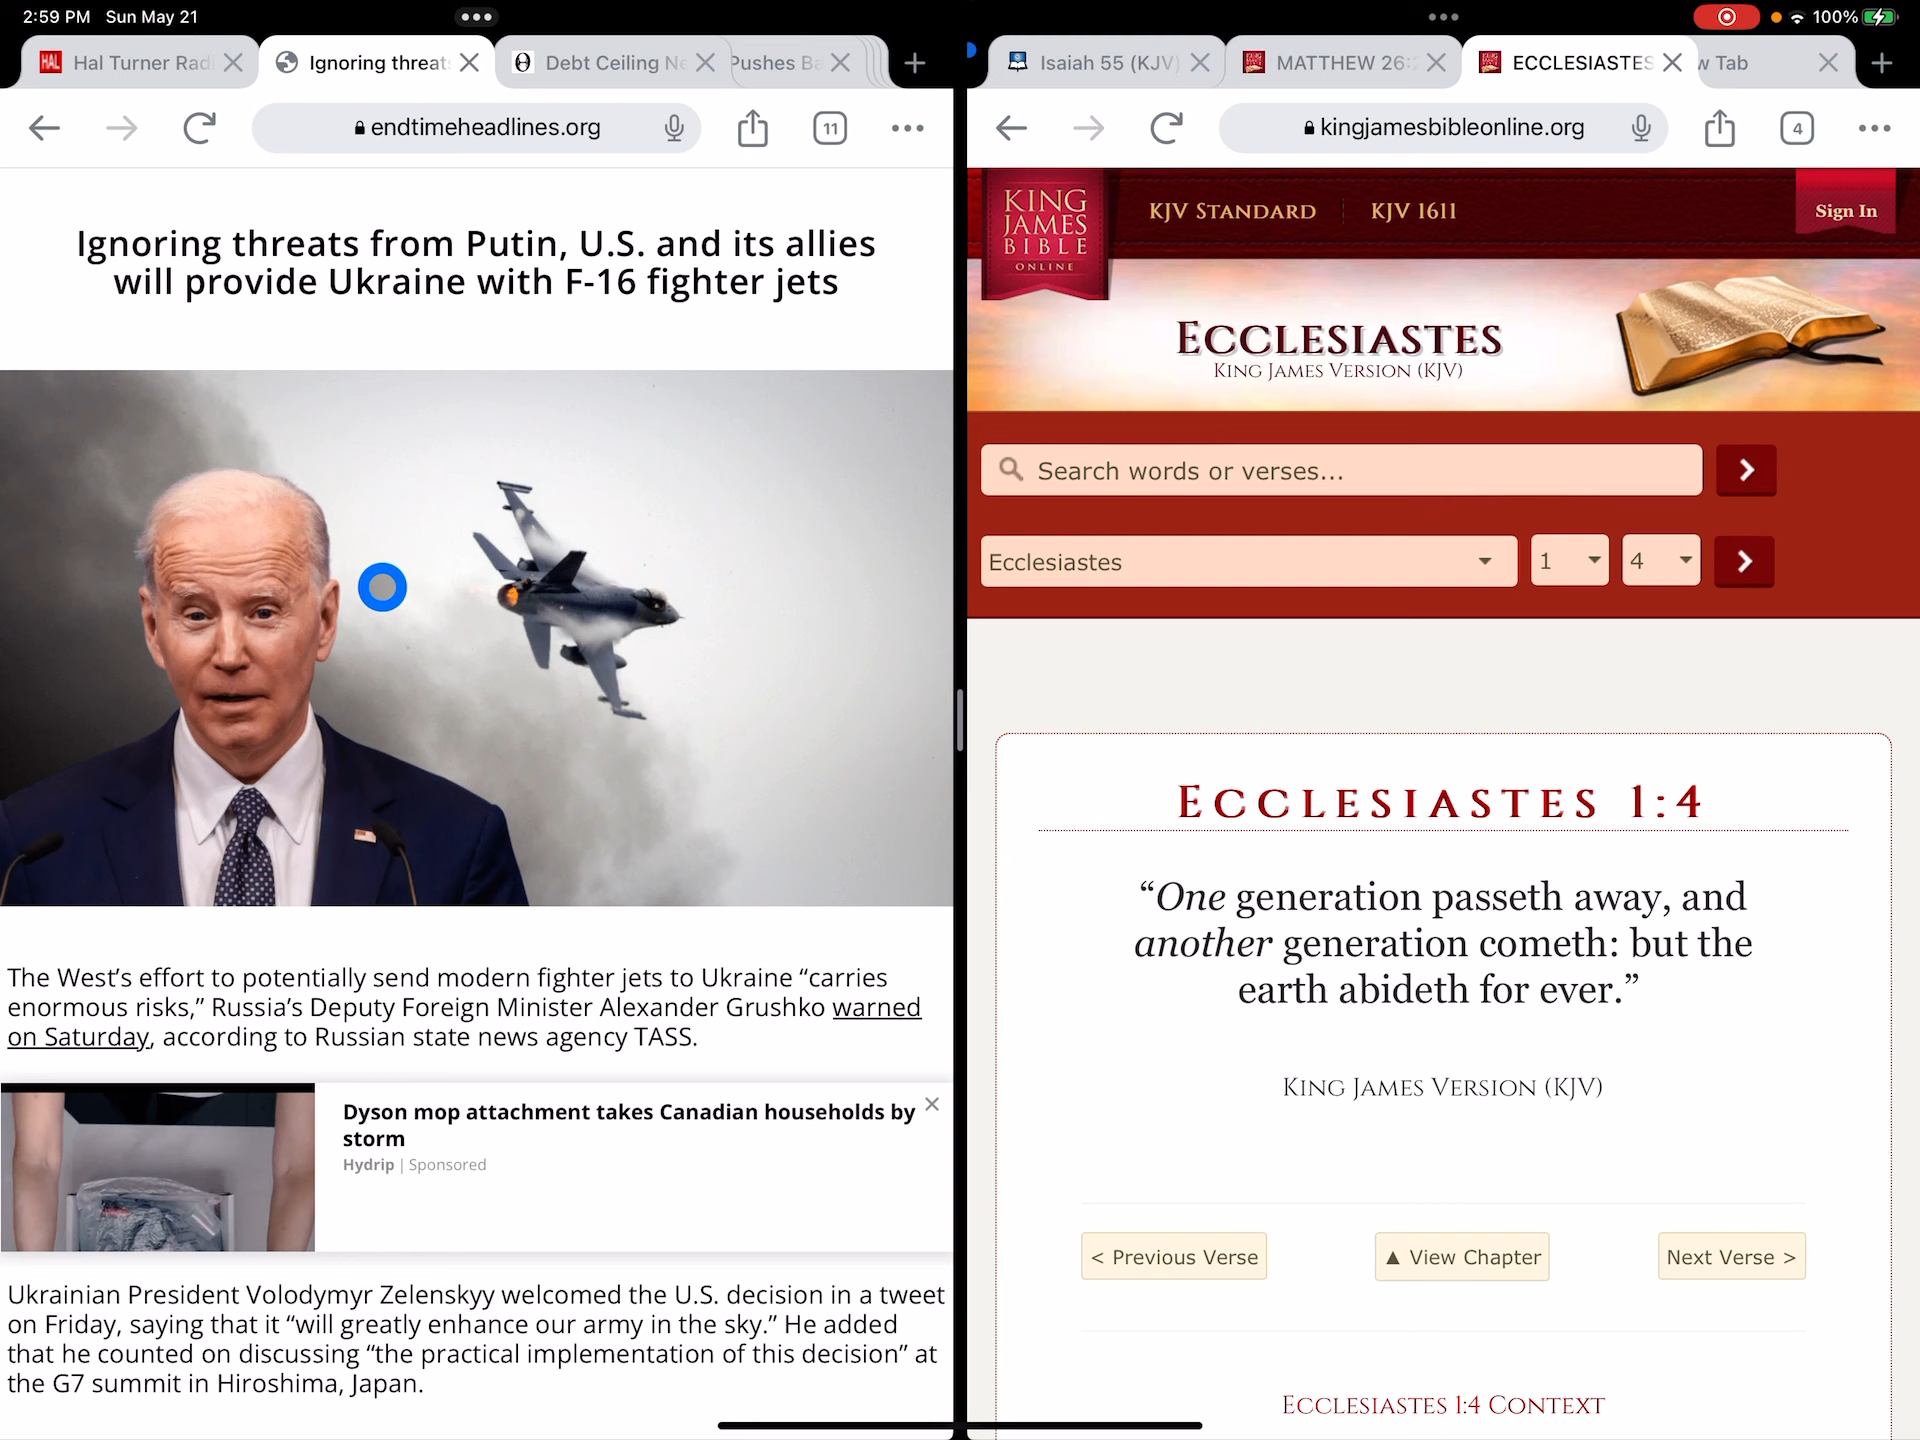 2:59 PM Sun May 21
100%
HAL Hal Turner Radi
Ignoring threat
Debt Ceiling Ne
Pushes Ba
endtimeheadlines.org
11
Ignoring threats from Putin, U.S. and its allies
will provide Ukraine with F-16 fighter jets
The West’s effort to potentially send modern fighter jets to Ukraine “carries
enormous risks,” Russia’s Deputy Foreign Minister Alexander Grushko warned
on Saturday, according to Russian state news agency TASS.
Dyson mop attachment takes Canadian households by
storm
Hydrip | Sponsored
Ukrainian President Volodymyr Zelenskyy welcomed the U.S. decision in a tweet
on Friday, saying that it “will greatly enhance our army in the sky.” He added
that he counted on discussing “the practical implementation of this decision” at
the G7 summit in Hiroshima, Japan.
Isaiah 55 (KJV)
MATTHEW 26:2
ECCLESIASTES
w Tab
kingjamesbibleonline.org
4
KING
JAMES
BIBLE
ONLINE
KJV STANDARD
KJV 1611
Sign In
ECCLESIASTES
KING JAMES VERSION (KJV)
Search words or verses...
Ecclesiastes
1
4
ECCLESIASTES 1:4
“One generation passeth away, and
another generation cometh: but the
earth abideth for ever.”
KING JAMES VERSION (KJV)
< Previous Verse
▲ View Chapter
Next Verse >
ECCLESIASTES 1:4 CONTEXT